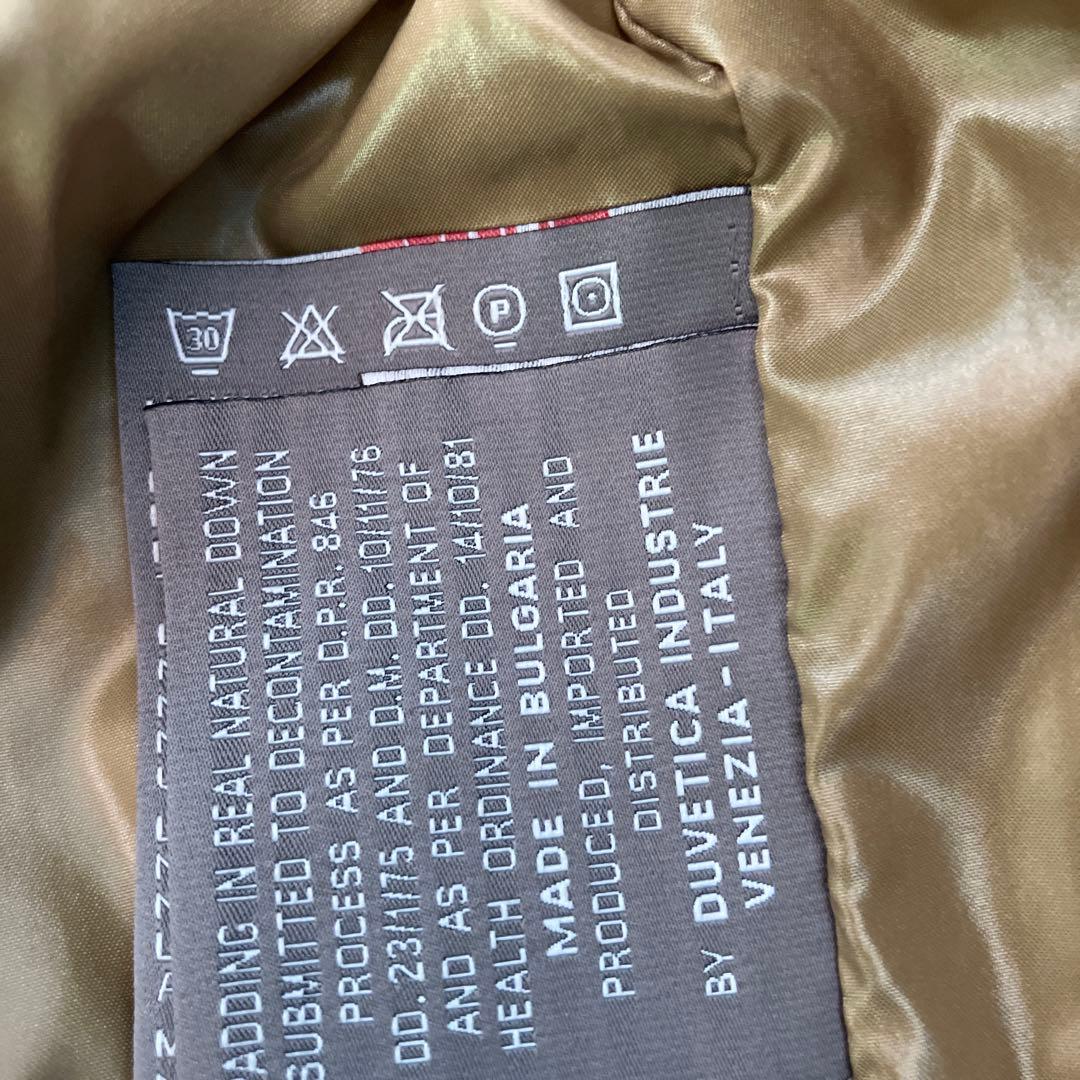 30
P
ADDING IN REAL NATURAL DOWN
SUBMITTED TO DECONTAMINATION
PROCESS AS PER D.P.R. 846
DD. 23/1/75 AND D.M. DD. 10/11/76
AND AS PER DEPARTMENT OF
HEALTH ORDINANCE DD. 14/10/81
MADE IN BULGARIA
PRODUCED, IMPORTED AND
DISTRIBUTED
BY DUVETICA INDUSTRIE
VENEZIA-ITALY